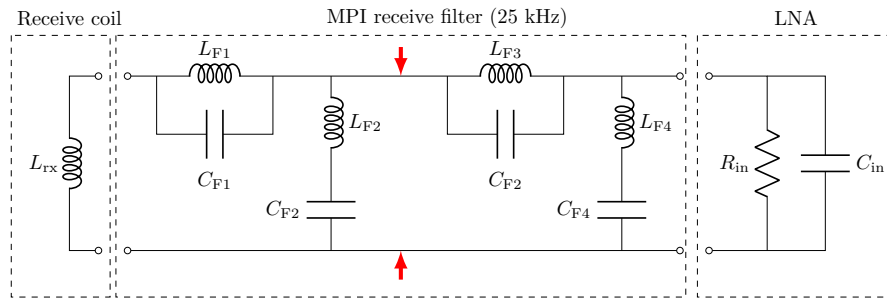 Receive coil
MPI receive filter (25 kHz)
LNA
L_F1
L_F3
L_F2
L_F4
L_rx
C_F1
C_F2
R_in
C_in
C_F2
C_F4